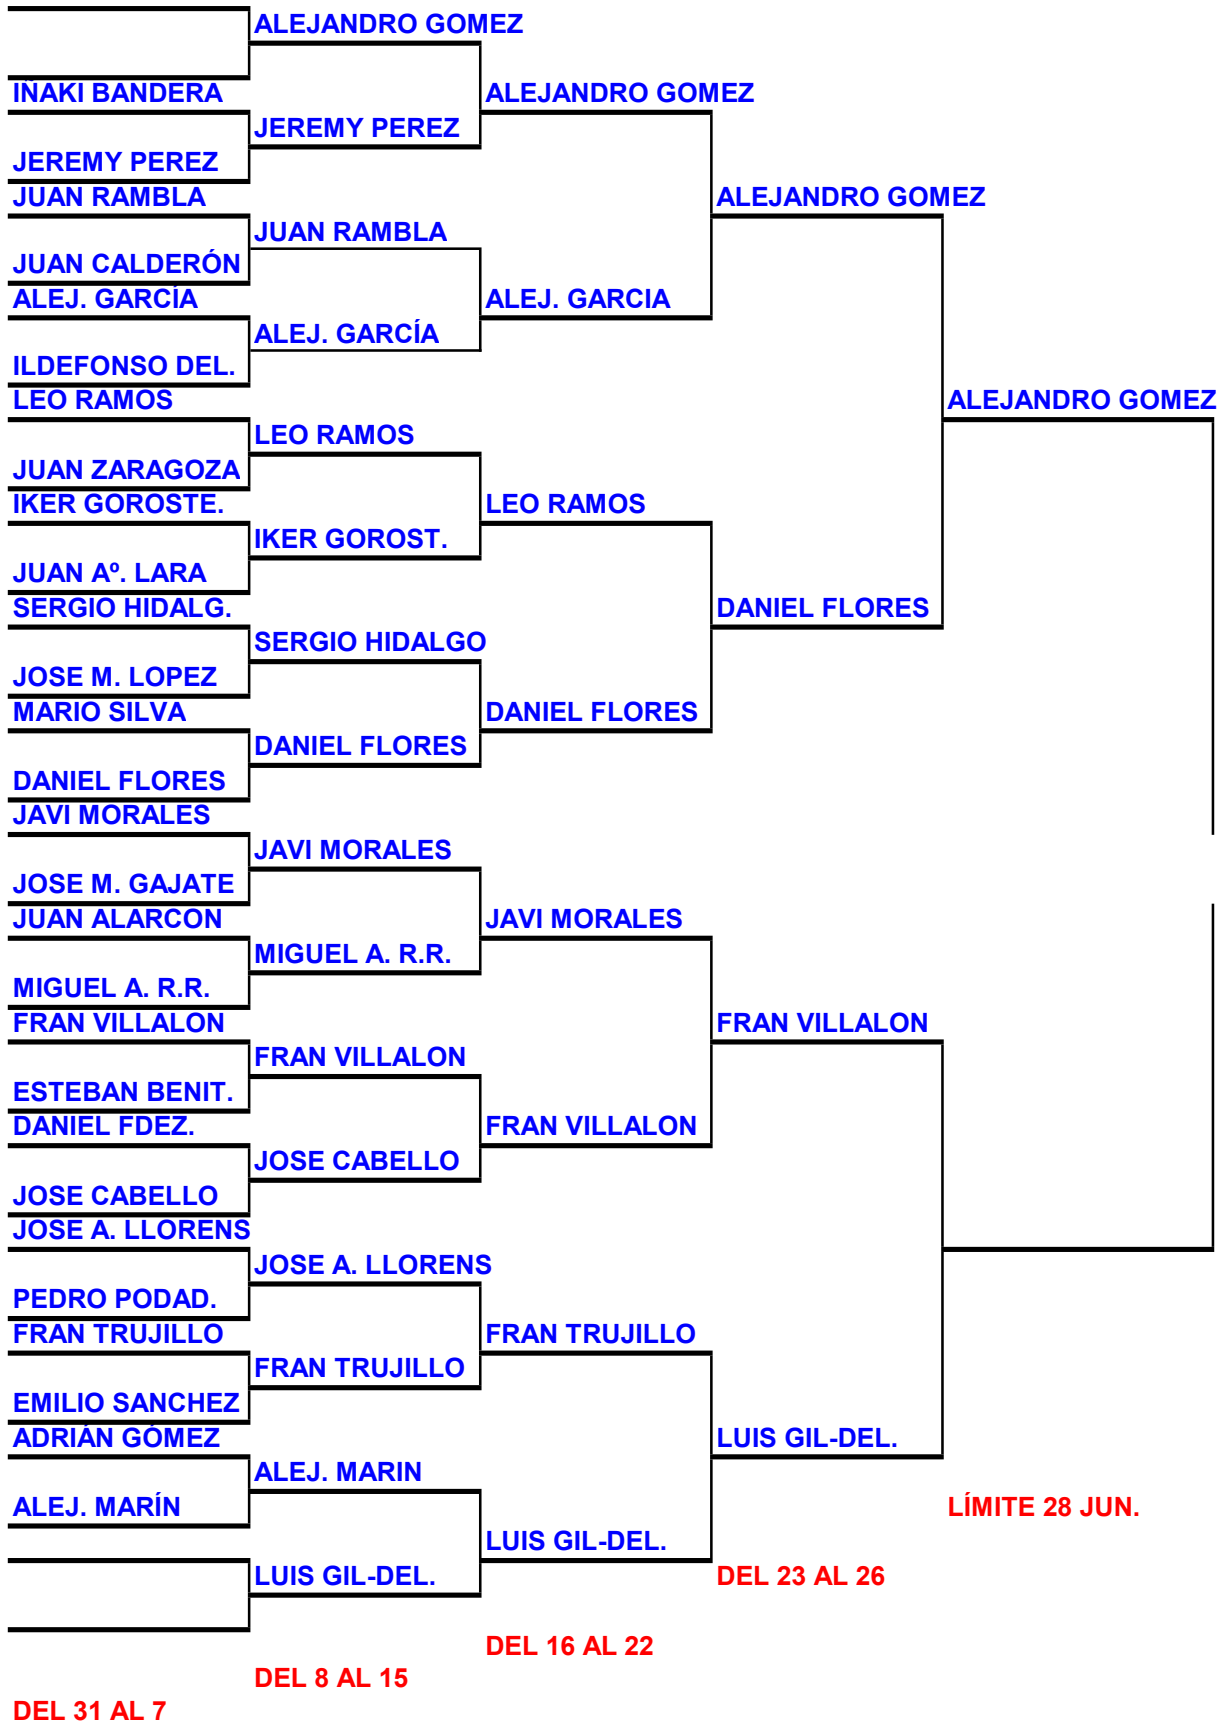 ALEJANDRO GOMEZ
IÑAKI BANDERA
ALEJANDRO GOMEZ
JEREMY PEREZ
JEREMY PEREZ
JUAN RAMBLA
ALEJANDRO GOMEZ
JUAN RAMBLA
JUAN CALDERÓN
ALEJ. GARCÍA
ALEJ. GARCIA
ALEJ. GARCÍA
ILDEFONSO DEL.
LEO RAMOS
ALEJANDRO GOMEZ
LEO RAMOS
JUAN ZARAGOZA
IKER GOROSTE.
LEO RAMOS
IKER GOROST.
JUAN Aº. LARA
SERGIO HIDALG.
DANIEL FLORES
SERGIO HIDALGO
JOSE M. LOPEZ
MARIO SILVA
DANIEL FLORES
DANIEL FLORES
DANIEL FLORES
JAVI MORALES
JAVI MORALES
JOSE M. GAJATE
JUAN ALARCON
JAVI MORALES
MIGUEL A. R.R.
MIGUEL A. R.R.
FRAN VILLALON
FRAN VILLALON
FRAN VILLALON
ESTEBAN BENIT.
DANIEL FDEZ.
FRAN VILLALON
JOSE CABELLO
JOSE CABELLO
JOSE A. LLORENS
JOSE A. LLORENS
PEDRO PODAD.
FRAN TRUJILLO
FRAN TRUJILLO
FRAN TRUJILLO
EMILIO SANCHEZ
ADRIÁN GÓMEZ
LUIS GIL-DEL.
ALEJ. MARIN
ALEJ. MARÍN
LÍMITE 28 JUN.
LUIS GIL-DEL.
LUIS GIL-DEL.
DEL 23 AL 26
DEL 16 AL 22
DEL 8 AL 15
DEL 31 AL 7